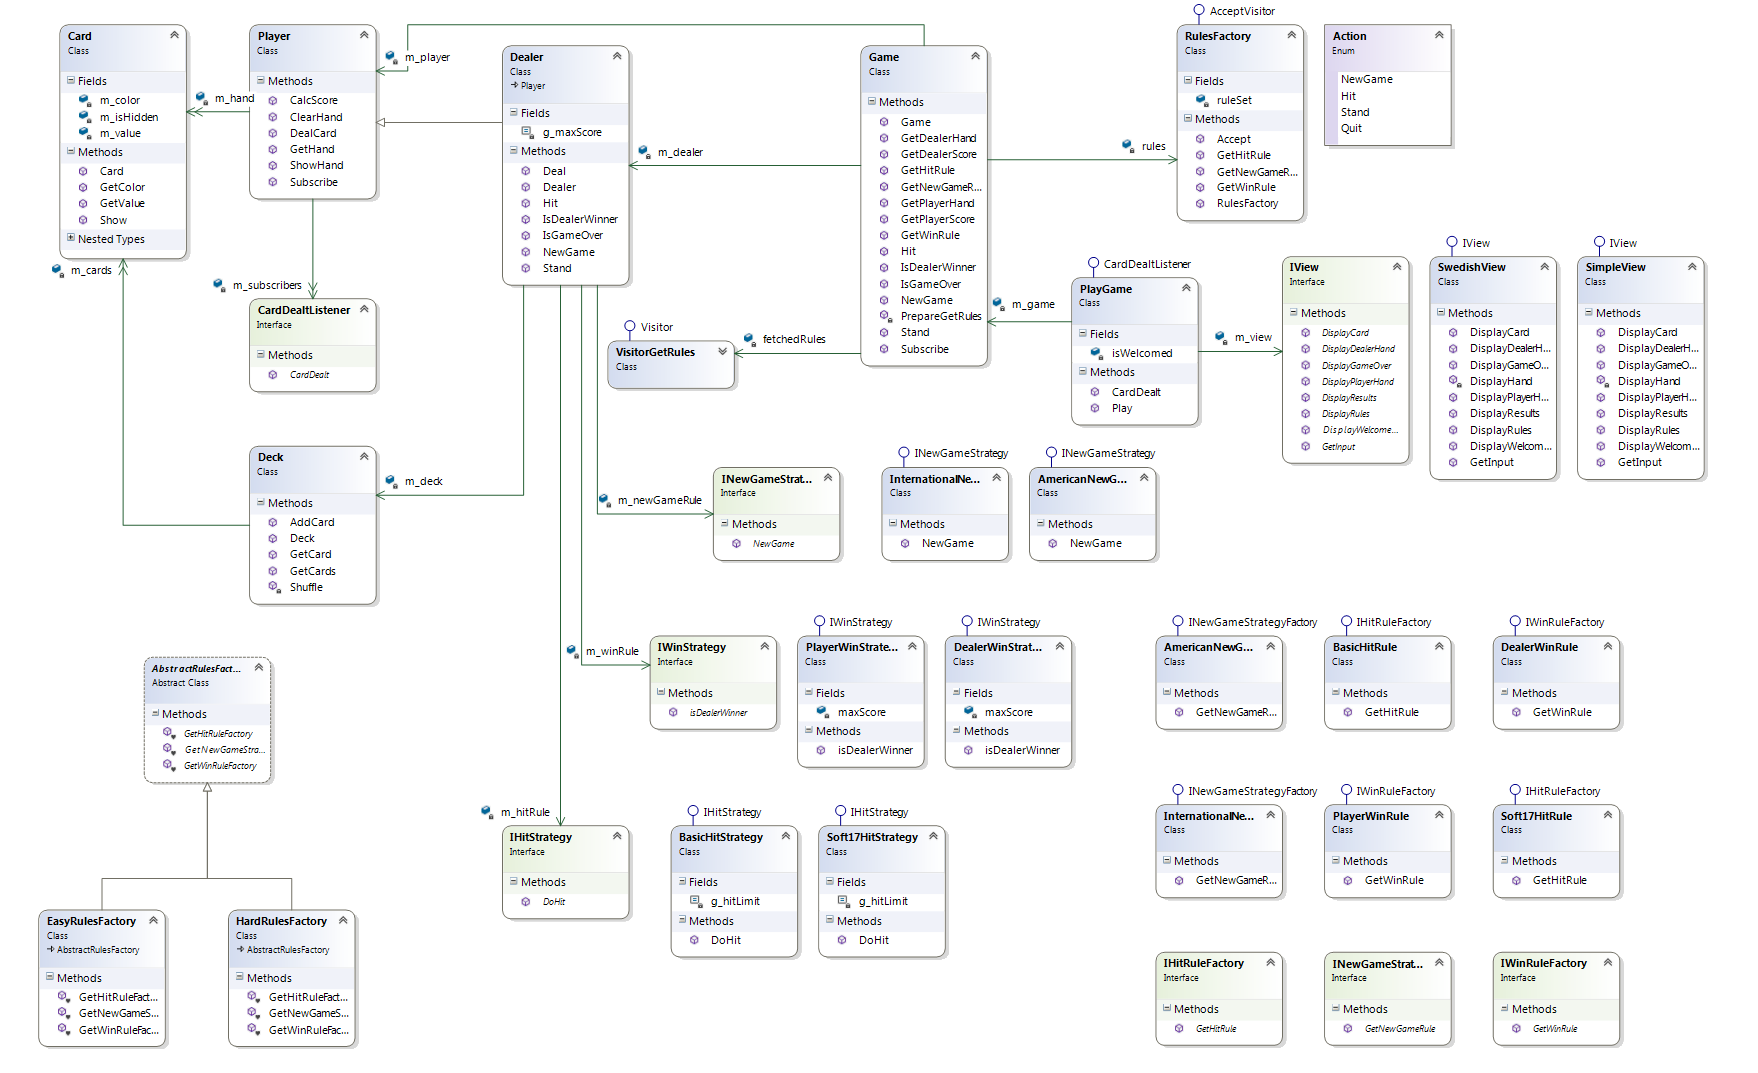 Card
Class
Fields
m_color
m_isHidden
m_value
Methods
Card
GetColor
GetValue
Show
Nested Types
m_hand
Player
Class
Methods
CalcScore
ClearHand
DealCard
GetHand
ShowHand
Subscribe
m_player
Dealer
Class
Player
Fields
g_maxScore
Methods
Deal
Dealer
Hit
IsDealerWinner
IsGameOver
NewGame
Stand
m_dealer
Game
Class
Methods
Game
GetDealerHand
GetDealerScore
GetHitRule
GetNewGameR...
GetPlayerHand
GetPlayerScore
GetWinRule
Hit
IsDealerWinner
IsGameOver
NewGame
PrepareGetRules
Stand
Subscribe
rules
AcceptVisitor
RulesFactory
Class
Fields
ruleSet
Methods
Accept
GetHitRule
GetNewGameR...
GetWinRule
RulesFactory
Action
Enum
NewGame
Hit
Stand
Quit
m_cards
m_subscribers
CardDealtListener
Interface
Methods
CardDealt
Visitor
VisitorGetRules
Class
fetchedRules
m_game
CardDealtListener
PlayGame
Class
Fields
isWelcomed
Methods
CardDealt
Play
m_view
IView
Interface
Methods
DisplayCard
DisplayDealerHand
DisplayGameOver
DisplayPlayerHand
DisplayResults
DisplayRules
DisplayWelcome...
GetInput
IView
SwedishView
Class
Methods
DisplayCard
DisplayDealerH...
DisplayGameO...
DisplayHand
DisplayPlayerH...
DisplayResults
DisplayRules
DisplayWelcom...
GetInput
IView
SimpleView
Class
Methods
DisplayCard
DisplayDealerH...
DisplayGameO...
DisplayHand
DisplayPlayerH...
DisplayResults
DisplayRules
DisplayWelcom...
GetInput
Deck
Class
Methods
AddCard
Deck
GetCard
GetCards
Shuffle
m_deck
m_newGameRule
INewGameStrat...
Interface
Methods
NewGame
INewGameStrategy
InternationalNe...
Class
Methods
NewGame
INewGameStrategy
AmericanNewG...
Class
Methods
NewGame
m_winRule
IWinStrategy
Interface
Methods
isDealerWinner
IWinStrategy
PlayerWinStrate...
Class
Fields
maxScore
Methods
isDealerWinner
IWinStrategy
DealerWinStrat...
Class
Fields
maxScore
Methods
isDealerWinner
INewGameStrategyFactory
AmericanNewG...
Class
Methods
GetNewGameR...
IHitRuleFactory
BasicHitRule
Class
Methods
GetHitRule
IWinRuleFactory
DealerWinRule
Class
Methods
GetWinRule
AbstractRulesFact...
Abstract Class
Methods
GetHitRuleFactory
GetNewGameStra...
GetWinRuleFactory
m_hitRule
IHitStrategy
Interface
Methods
DoHit
IHitStrategy
BasicHitStrategy
Class
Fields
g_hitLimit
Methods
DoHit
IHitStrategy
Soft17HitStrategy
Class
Fields
g_hitLimit
Methods
DoHit
INewGameStrategyFactory
InternationalNe...
Class
Methods
GetNewGameR...
IWinRuleFactory
PlayerWinRule
Class
Methods
GetWinRule
IHitRuleFactory
Soft17HitRule
Class
Methods
GetHitRule
EasyRulesFactory
Class
AbstractRulesFactory
Methods
GetHitRuleFact...
GetNewGameS...
GetWinRuleFac...
HardRulesFactory
Class
AbstractRulesFactory
Methods
GetHitRuleFact...
GetNewGameS...
GetWinRuleFac...
IHitRuleFactory
Interface
Methods
GetHitRule
INewGameStrat...
Interface
Methods
GetNewGameRule
IWinRuleFactory
Interface
Methods
GetWinRule